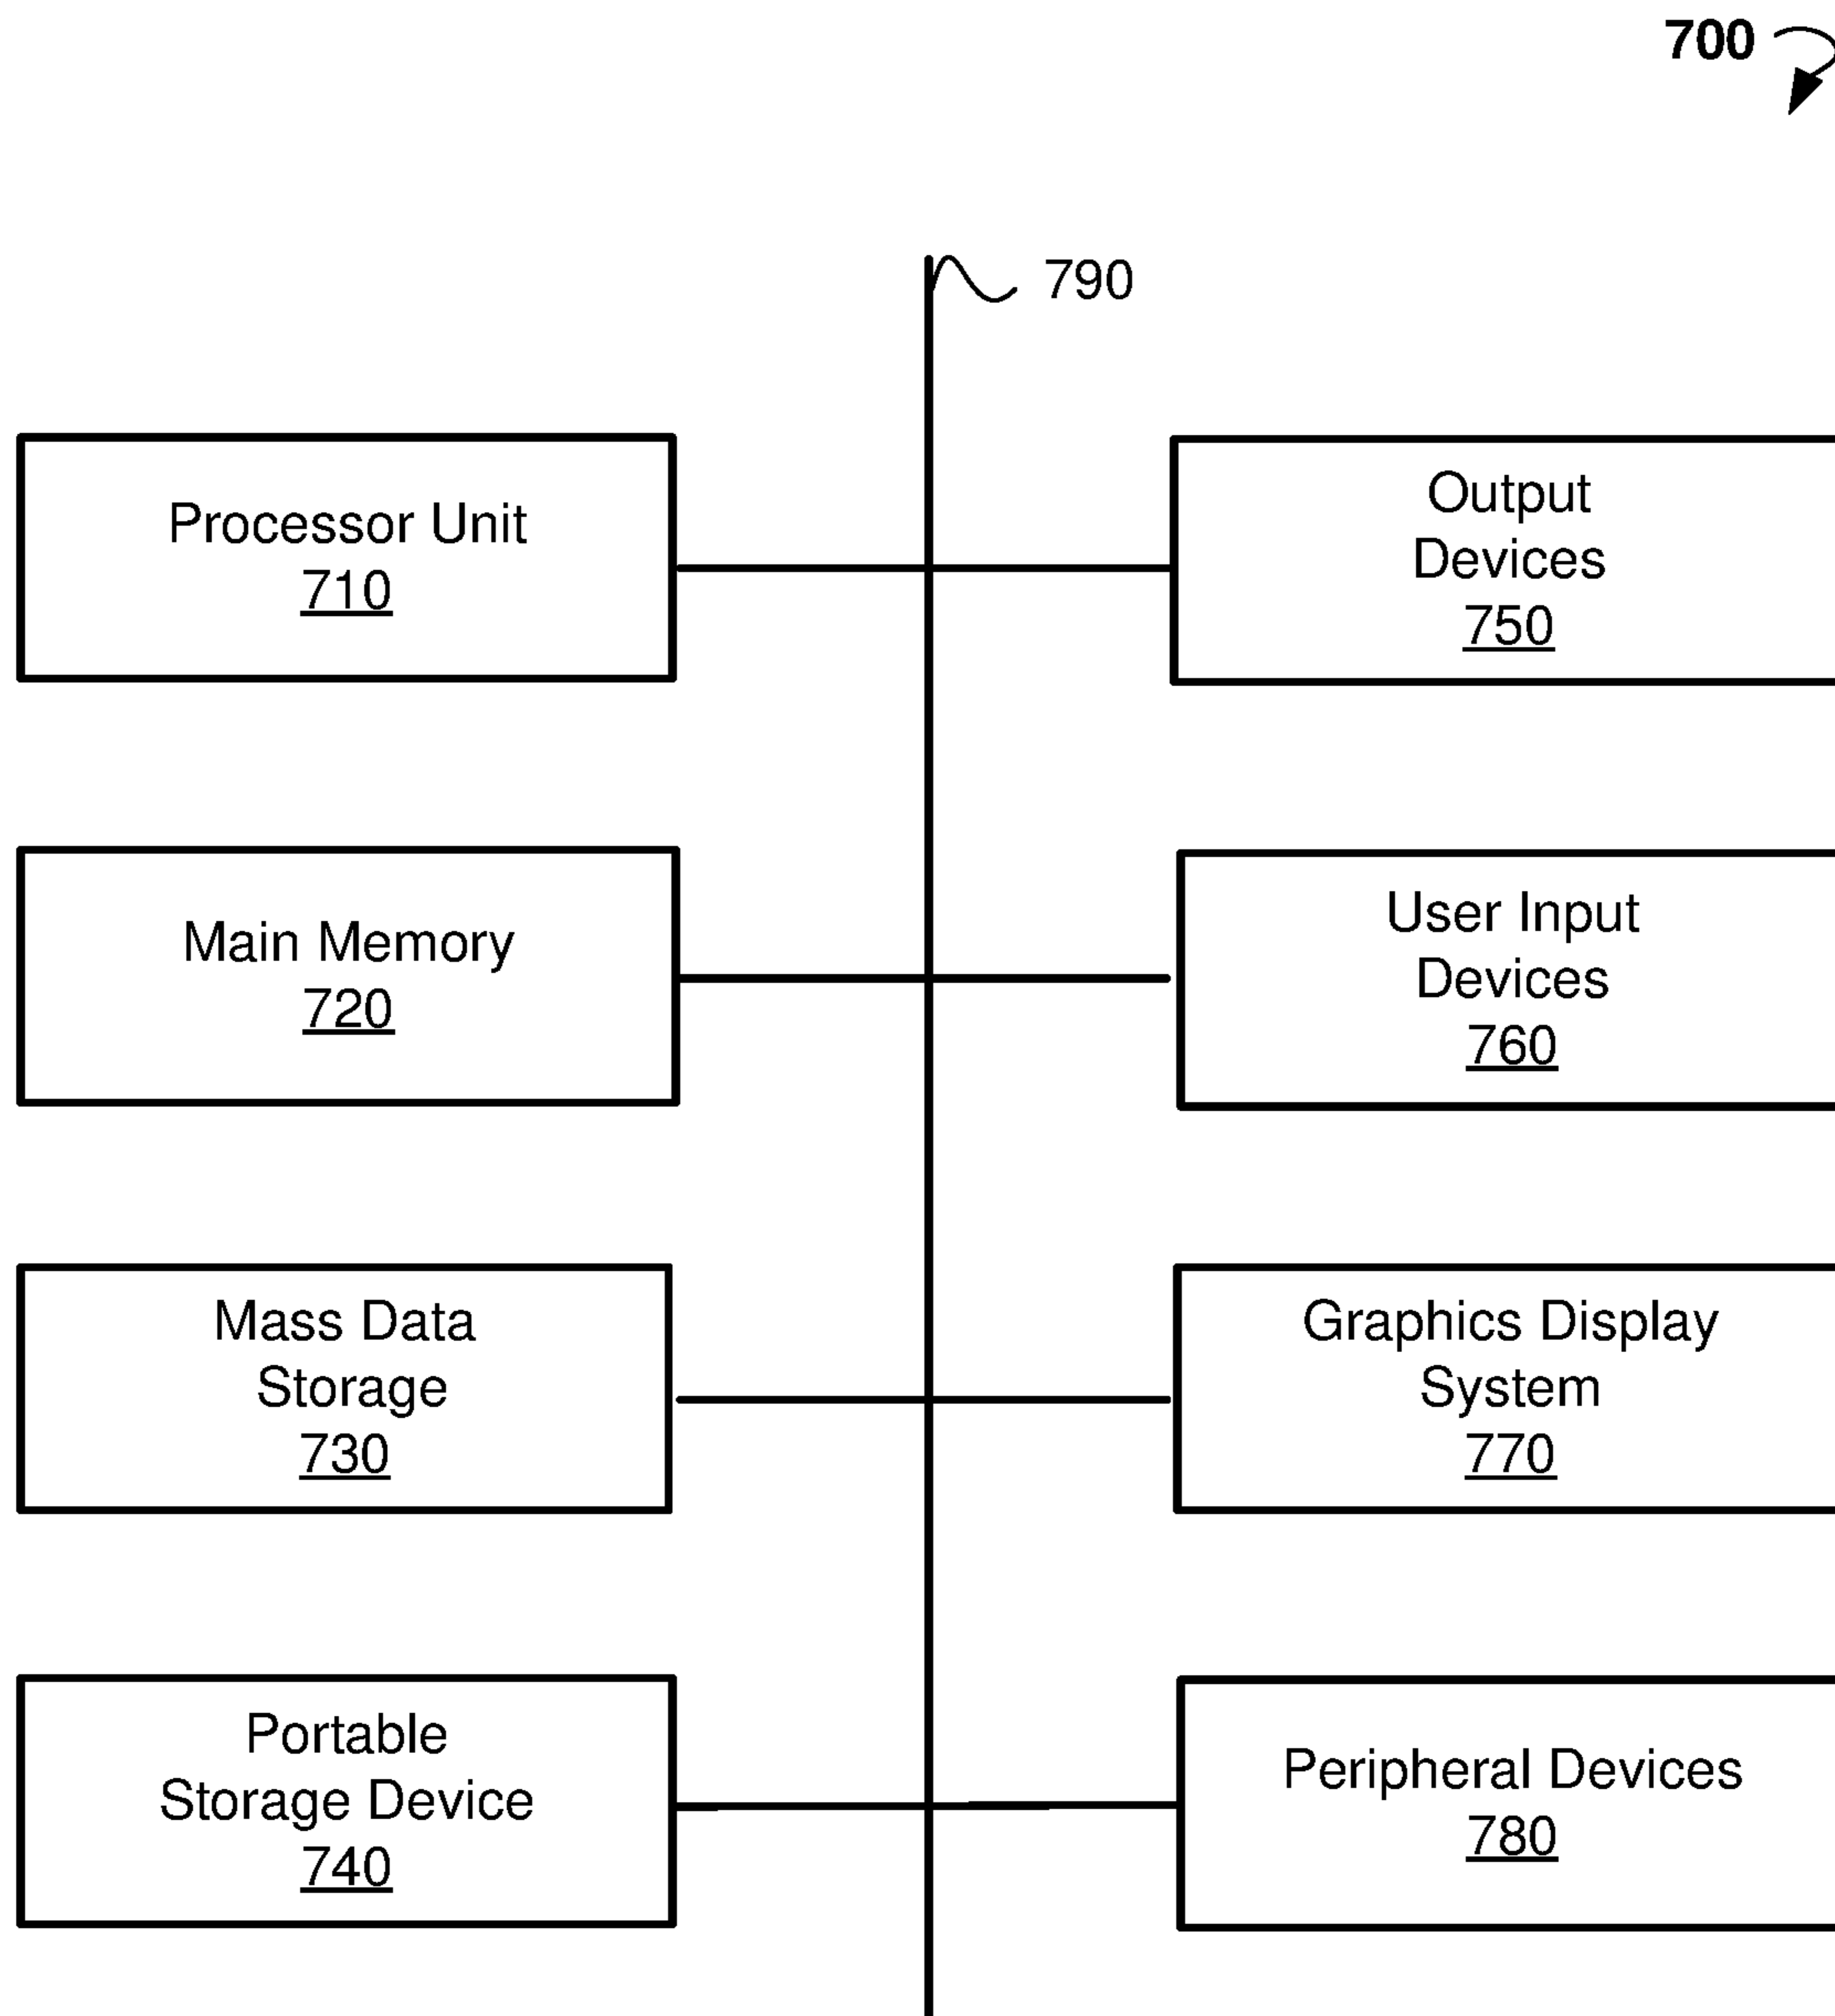 700
790
Processor Unit
710
Output
Devices
750
Main Memory
720
User Input
Devices
760
Mass Data
Storage
730
Graphics Display
System
770
Portable
Storage Device
740
Peripheral Devices
780